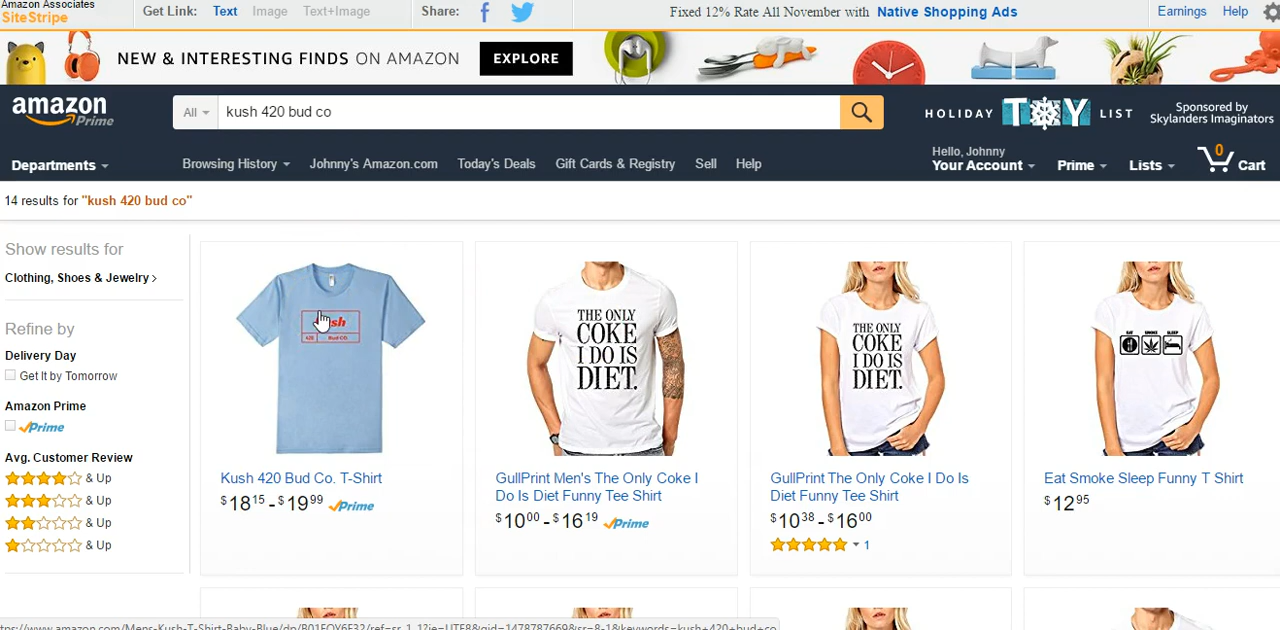 Amazon Associates
SiteStripe
Get Link: Text Image Text+Image Share: Fixed 12% Rate All November with Native Shopping Ads Earnings Help
NEW & INTERESTING FINDS ON AMAZON EXPLORE
amazon Prime
All kush 420 bud co
HOLIDAY TOY LIST
Sponsored by
Skylanders Imaginators
Departments
Browsing History Johnny's Amazon.com Today's Deals Gift Cards & Registry Sell Help
Hello, Johnny
Your Account Prime Lists 0 Cart
14 results for "kush 420 bud co"
Show results for
Clothing, Shoes & Jewelry ›
Refine by
Delivery Day
Get It by Tomorrow
Amazon Prime
Prime
Avg. Customer Review
& Up
& Up
& Up
& Up
420 Bud Co.
Kush 420 Bud Co. T-Shirt
$18 15 - $19 99 Prime
THE ONLY
COKE
I DO IS
DIET.
GullPrint Men's The Only Coke I
Do Is Diet Funny Tee Shirt
$10 00 - $16 19 Prime
THE ONLY
COKE
I DO IS
DIET.
GullPrint The Only Coke I Do Is
Diet Funny Tee Shirt
$10 38 - $16 00
1
EAT SMOKE SLEEP
Eat Smoke Sleep Funny T Shirt
$12 95